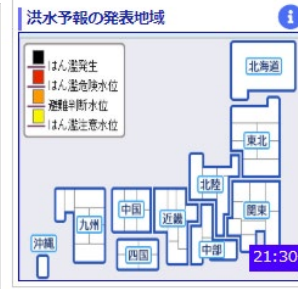 洪水予報の発表地域
i
はん濫発生
はん濫危険水位
避難判断水位
はん濫注意水位
北海道
東北
北陸
関東
中国
近畿
九州
中部
四国
沖縄
21:30